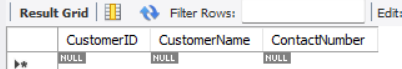 Result Grid Filter Rows: Edit:
CustomerID CustomerName ContactNumber
NULL NULL NULL